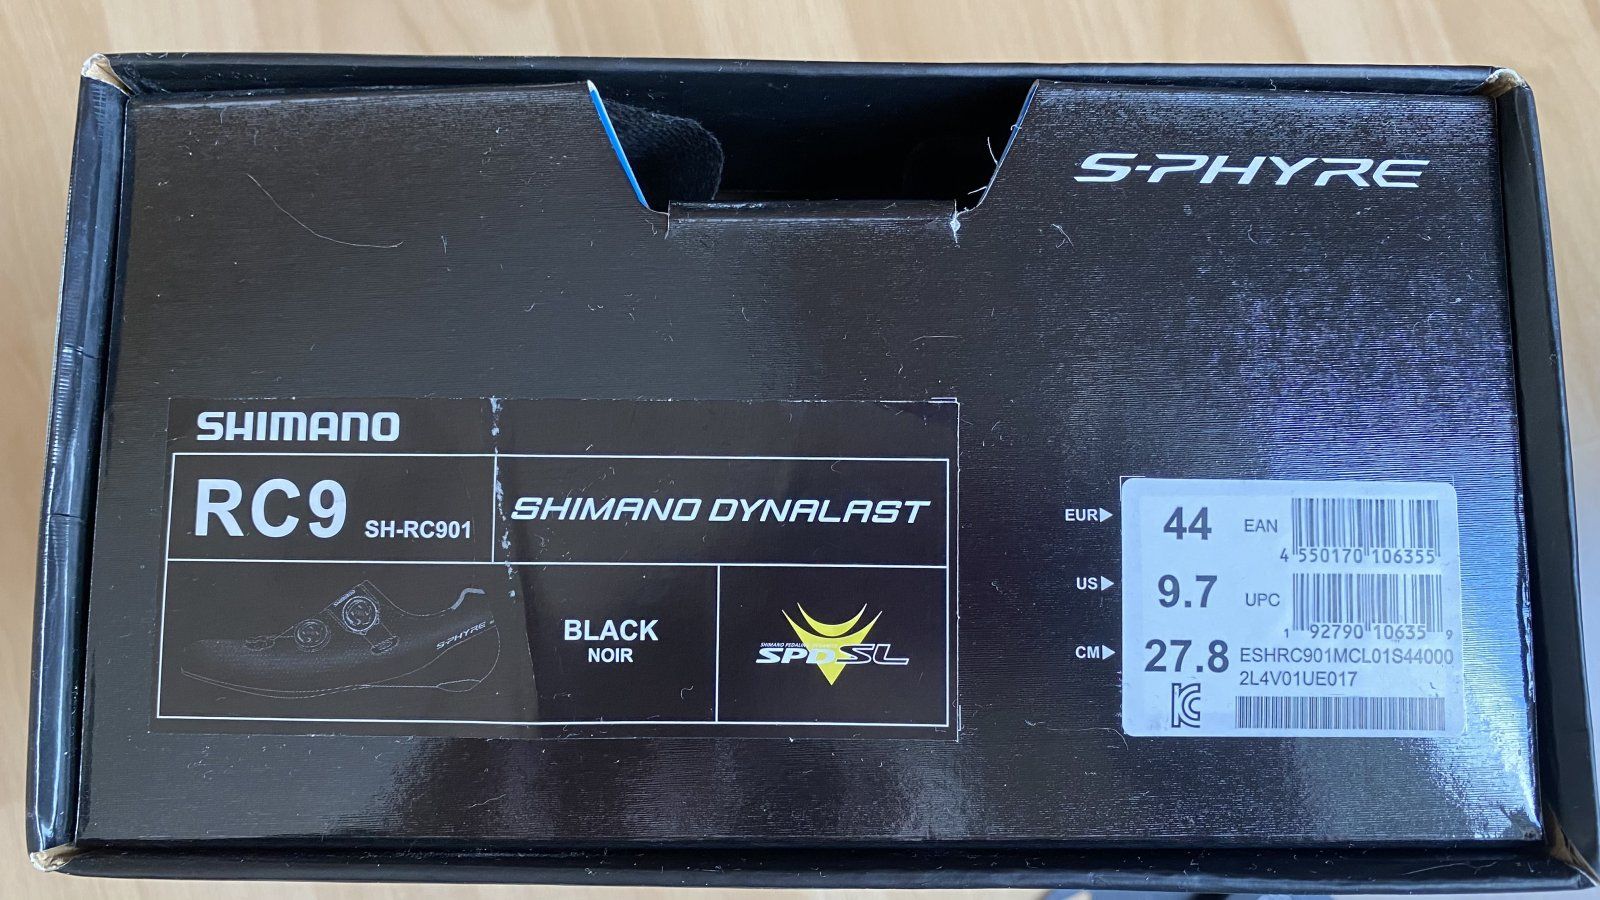 S-PHYRE
SHIMANO
RC9 SH-RC901
SHIMANO DYNALAST
SHIMANO
S-PHYRE
BLACK
NOIR
SPD-SL
EUR 44 EAN
4 550170 106355
US 9.7 UPC
1 92790 10635 9
CM 27.8 ESHRC901MCL01S44000
2L4V01UE017